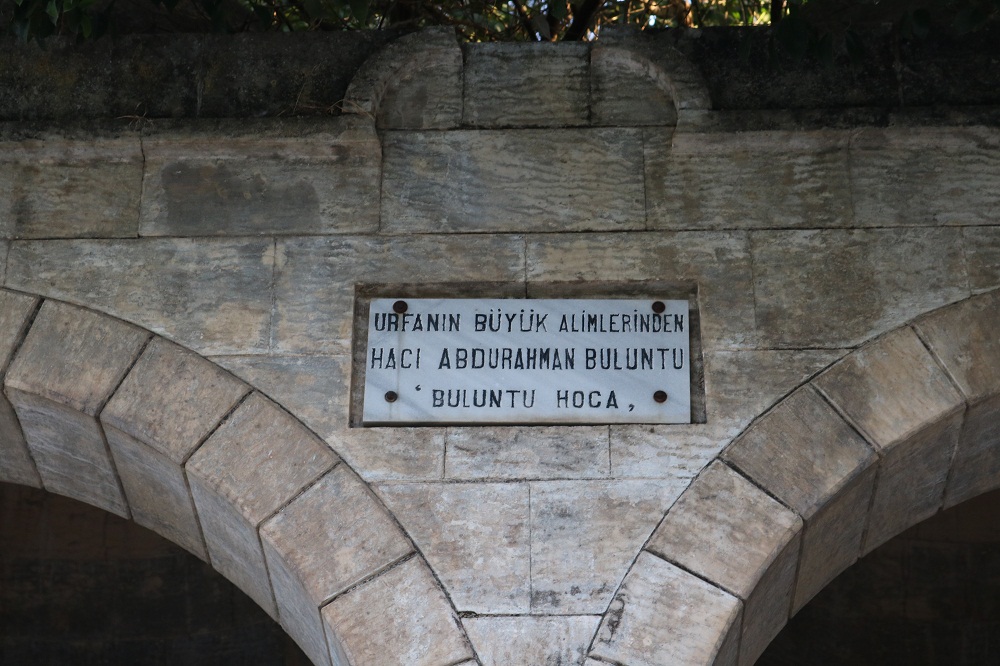 URFANIN BÜYÜK ALİMLERİNDEN
HACI ABDURAHMAN BULUNTU
‘BULUNTU HOCA,